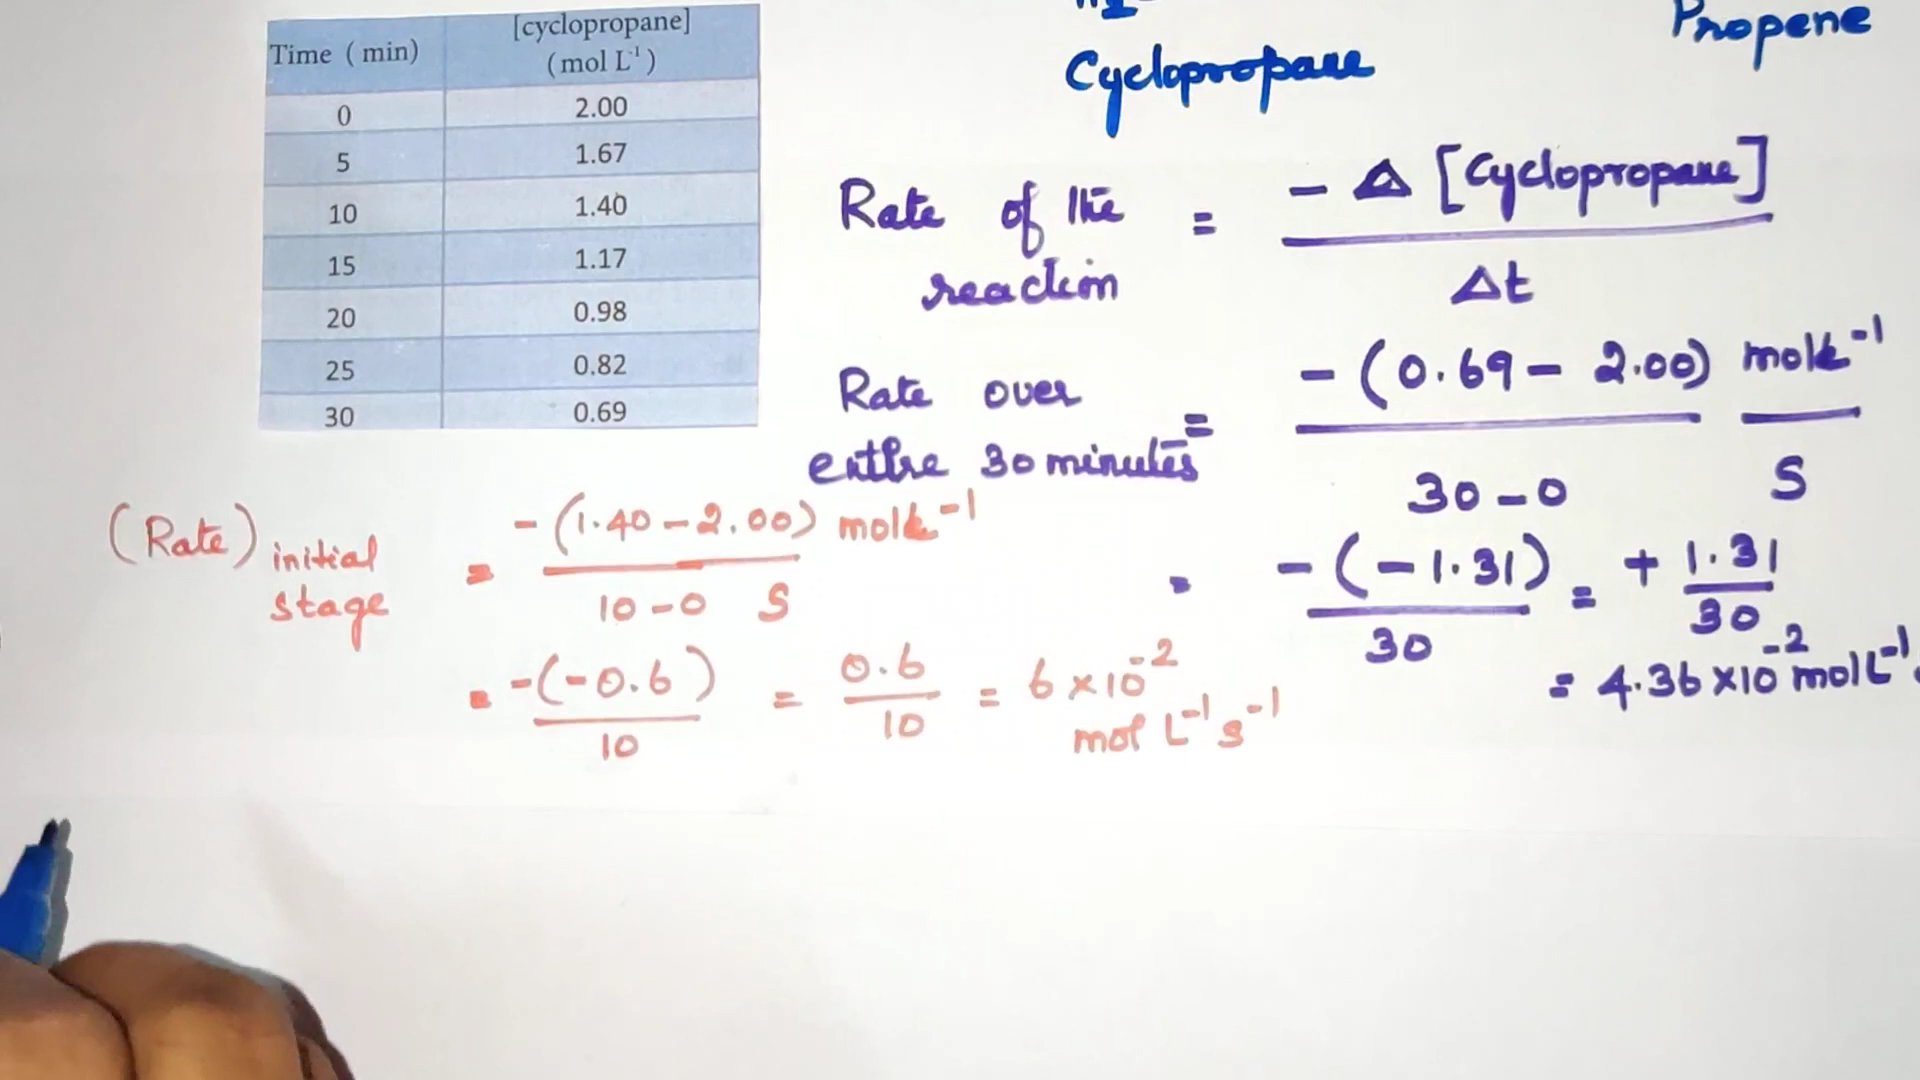 Time (min) [cyclopropane] (mol L⁻¹)
0 2.00
5 1.67
10 1.40
15 1.17
20 0.98
25 0.82
30 0.69
Cyclopropane
Propene
Rate of the reaction = - Δ [Cyclopropane] / Δt
Rate over entire 30 minutes = - (0.69 - 2.00) / 30 - 0 mol L⁻¹ / S
= - (-1.31) / 30 = + 1.31 / 30
= 4.36 × 10⁻² mol L⁻¹
(Rate) initial stage = - (1.40 - 2.00) mol L⁻¹ / 10 - 0 S
= -(-0.6) / 10 = 0.6 / 10 = 6 × 10⁻² mol L⁻¹ s⁻¹